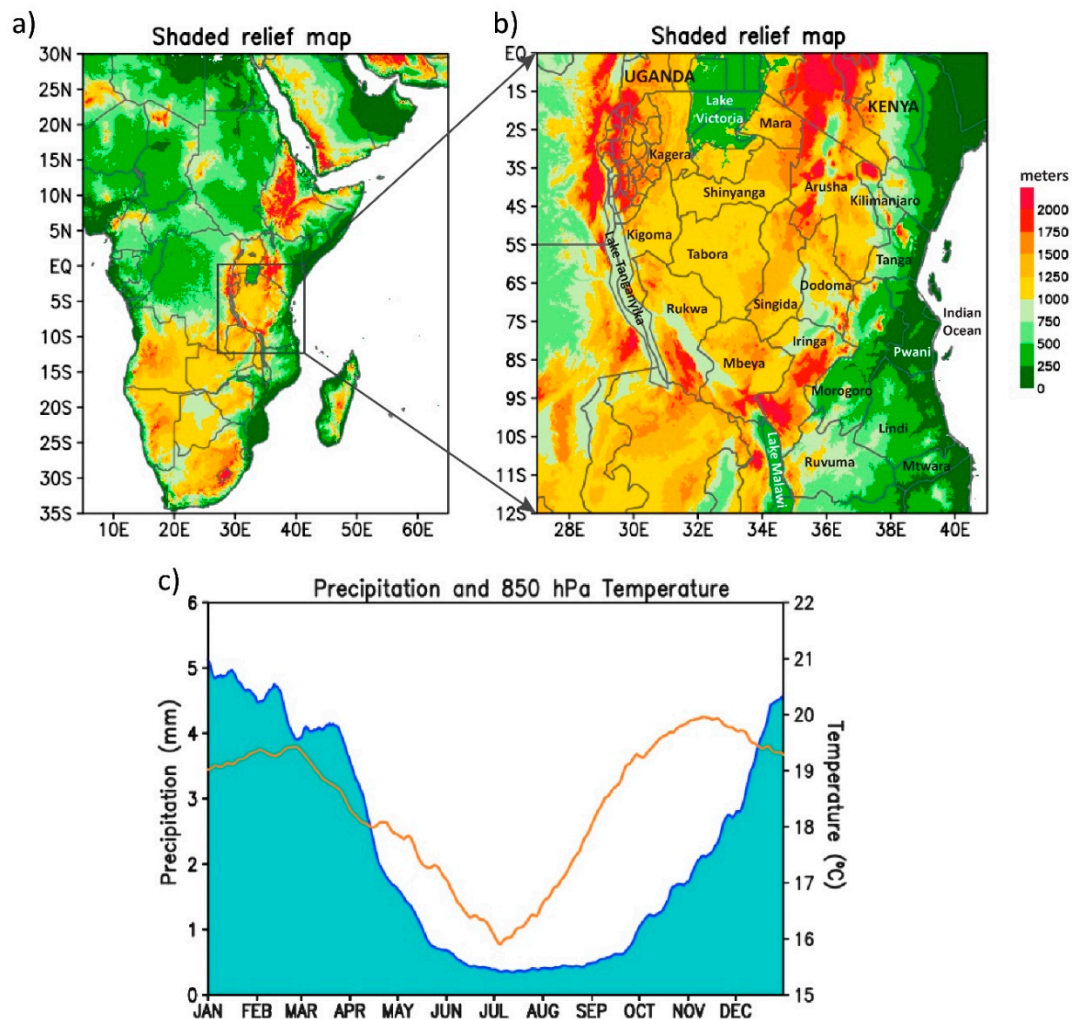 a)
Shaded relief map
30N
25N
20N
15N
10N
5N
EQ
5S
10S
15S
20S
25S
30S
35S
10E 20E 30E 40E 50E 60E
b)
Shaded relief map
EQ
1S
2S
3S
4S
5S
6S
7S
8S
9S
10S
11S
12S
28E 30E 32E 34E 36E 38E 40E
UGANDA
KENYA
Lake
Victoria
Mara
Kagera
Shinyanga
Arusha
Kilimanjaro
Kigoma
Lake Tanganyika
Tabora
Tanga
Dodoma
Rukwa
Singida
Indian
Ocean
Iringa
Pwani
Mbeya
Morogoro
Lindi
Lake Malawi
Ruvuma
Mtwara
meters
2000
1750
1500
1250
1000
750
500
250
0
c)
Precipitation and 850 hPa Temperature
Precipitation (mm)
6
5
4
3
2
1
0
JAN FEB MAR APR MAY JUN JUL AUG SEP OCT NOV DEC
22
21
20
19
18
17
16
15
Temperature (ºC)